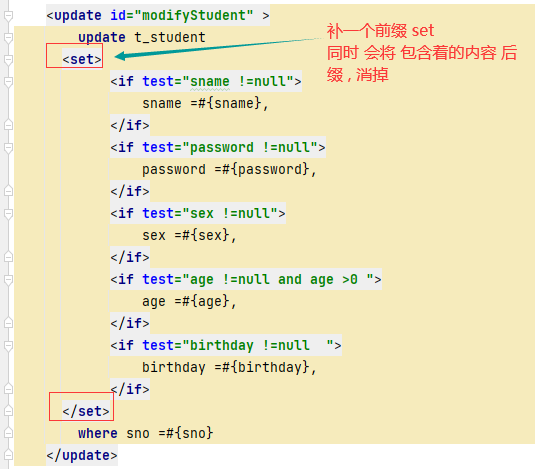 <update id="modifyStudent" >
update t_student
<set>
补一个前缀 set
同时 会将 包含着的内容 后
缀 , 消掉
<if test="sname !=null">
sname =#{sname},
</if>
<if test="password !=null">
password =#{password},
</if>
<if test="sex !=null">
sex =#{sex},
</if>
<if test="age !=null and age >0 ">
age =#{age},
</if>
<if test="birthday !=null  ">
birthday =#{birthday},
</if>
</set>
where sno =#{sno}
</update>